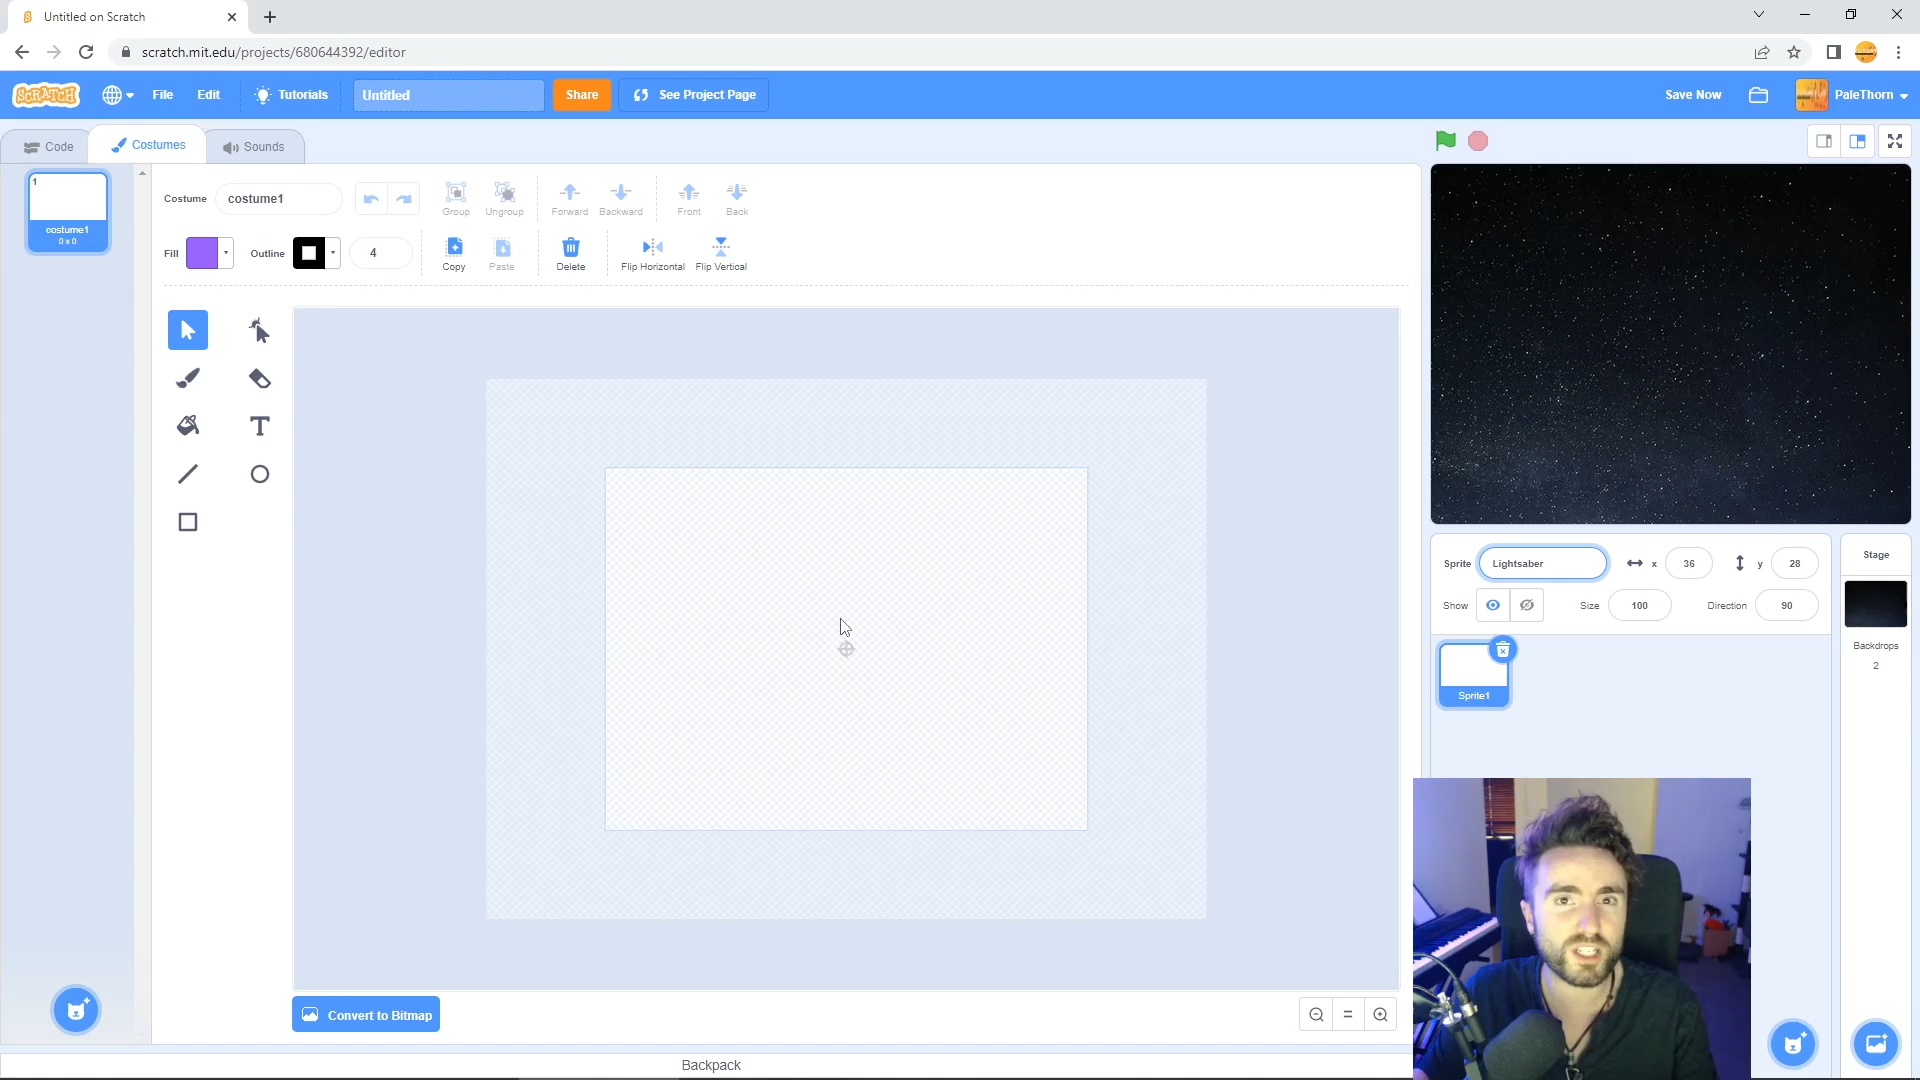 Untitled on Scratch
scratch.mit.edu/projects/680644392/editor
SCRATCH
File
Edit
Tutorials
Untitled
Share
See Project Page
Save Now
PaleThorn
Code
Costumes
Sounds
1
costume1
0 x 0
Costume
costume1
Group
Ungroup
Forward
Backward
Front
Back
Fill
Outline
4
Copy
Paste
Delete
Flip Horizontal
Flip Vertical
T
Convert to Bitmap
Backpack
Sprite
Lightsaber
x
36
y
28
Show
Size
100
Direction
90
Sprite1
Stage
Backdrops
2